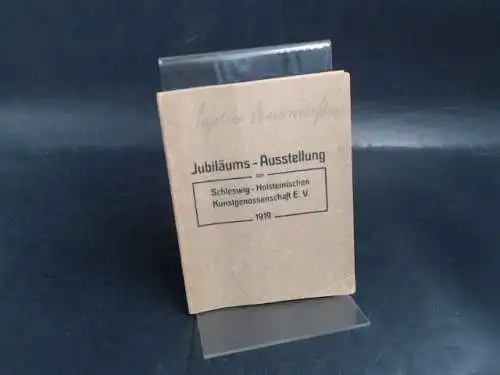 Jubiläums - Ausstellung
der
Schleswig - Holsteinischen
Kunstgenossenschaft E. V.
1919